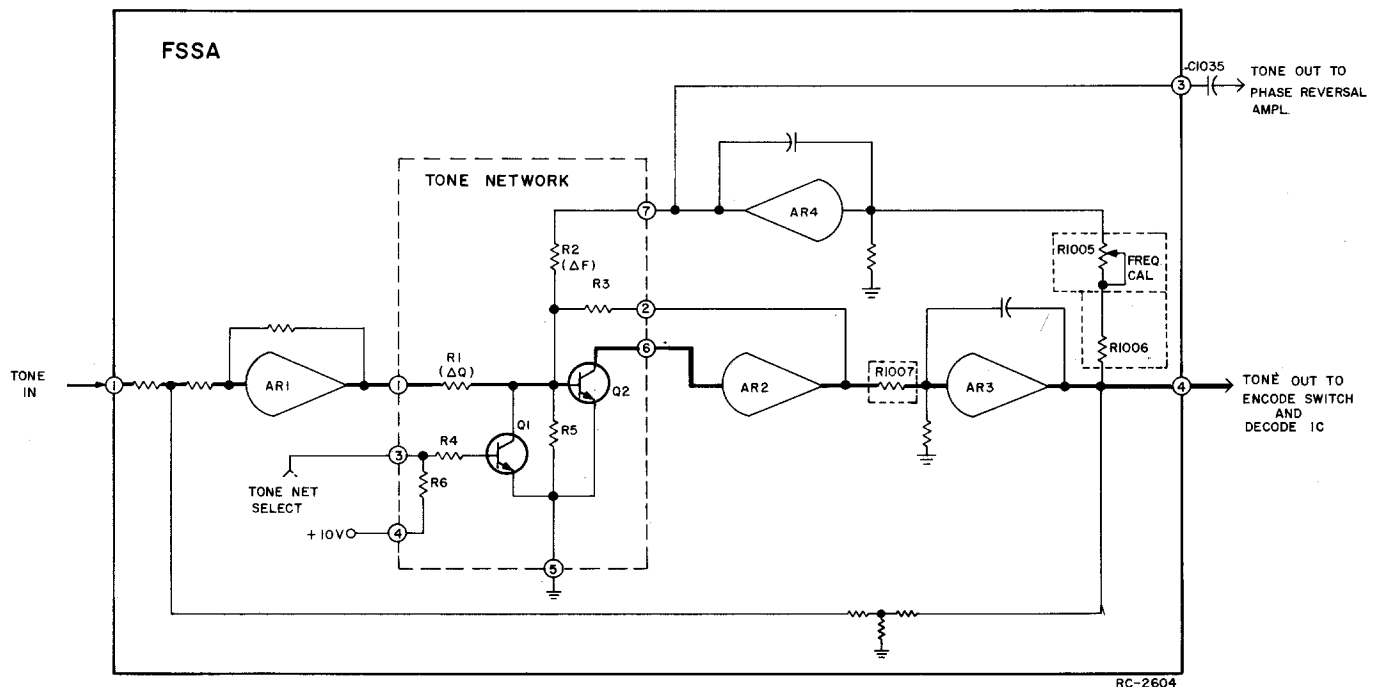 FSSA
C1035
3
TONE OUT TO
PHASE REVERSAL
AMPL.
TONE NETWORK
7
AR4
R2
(ΔF)
R1005
FREQ
CAL
R3
2
R1006
6
R1
(ΔQ)
Q2
AR2
R1007
AR3
AR1
TONE
IN
1
1
4
TONE OUT TO
ENCODE SWITCH
AND
DECODE IC
Q1
R5
3
R4
R6
TONE NET
SELECT
+10V
4
5
RC-2604